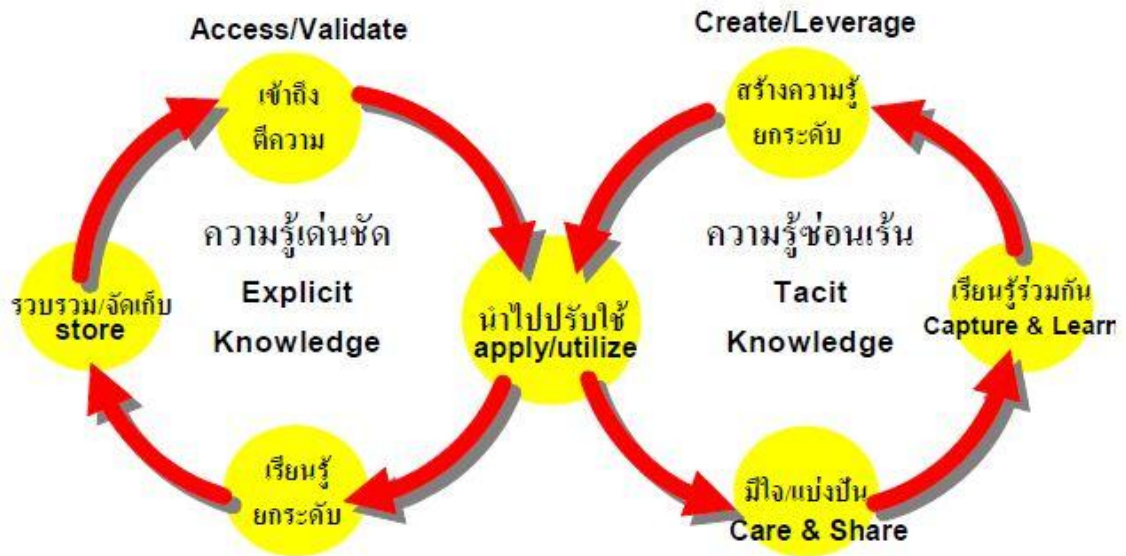 Access/Validate
เข้าถึง
ตีความ
ความรู้เด่นชัด
Explicit
Knowledge
รวบรวม/จัดเก็บ
store
เรียนรู้
ยกระดับ
นำไปปรับใช้
apply/utilize
Create/Leverage
สร้างความรู้
ยกระดับ
ความรู้ซ่อนเร้น
Tacit
Knowledge
เรียนรู้ร่วมกัน
Capture & Learn
มีใจ/แบ่งปัน
Care & Share